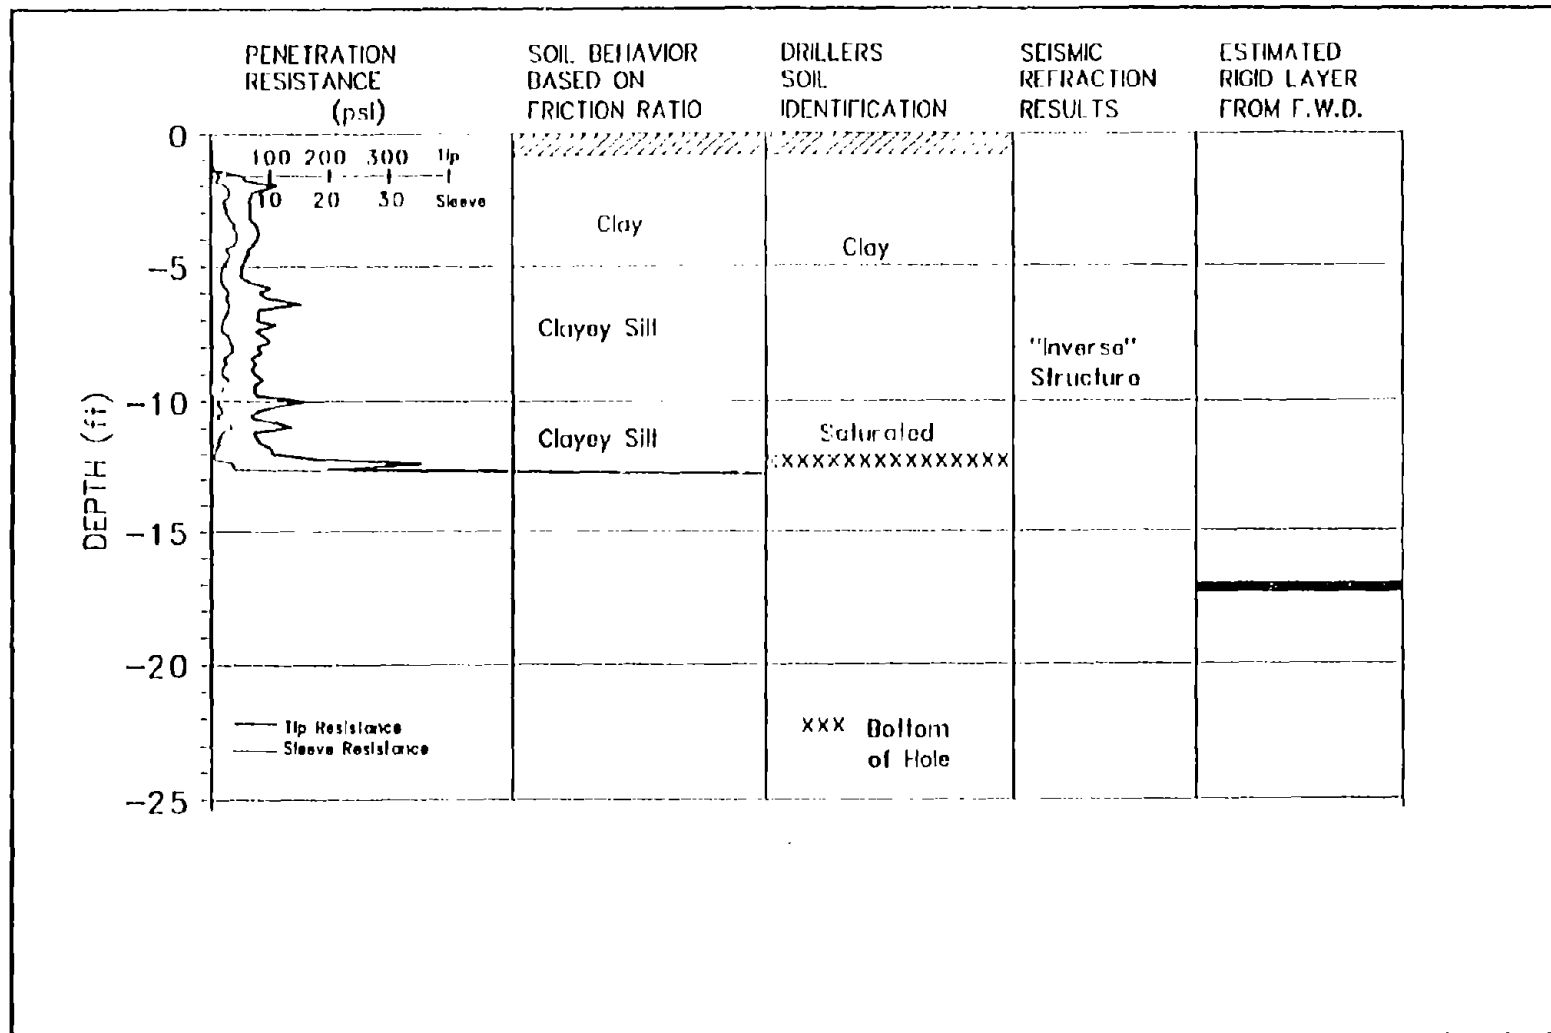 PENETRATION
RESISTANCE
(psi)
SOIL BEHAVIOR
BASED ON
FRICTION RATIO
DRILLERS
SOIL
IDENTIFICATION
SEISMIC
REFRACTION
RESULTS
ESTIMATED
RIGID LAYER
FROM F.W.D.
0
100 200 300 Tip
10 20 30 Sleeve
Clay
Clay
-5
Clayey Silt
"Inverse"
Structure
-10
Clayey Silt
Saturated
XXXXXXXXXXXXXXX
DEPTH (ft)
-15
-20
Tip Resistance
Sleeve Resistance
XXX Bottom
of Hole
-25